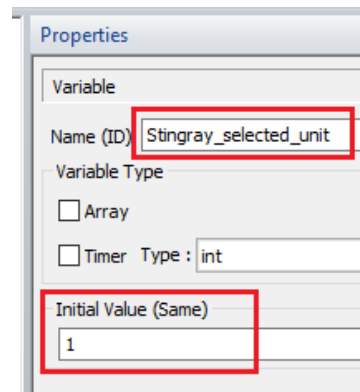 Properties
Variable
Name (ID) Stingray_selected_unit
Variable Type
Array
Timer Type : int
Initial Value (Same)
1